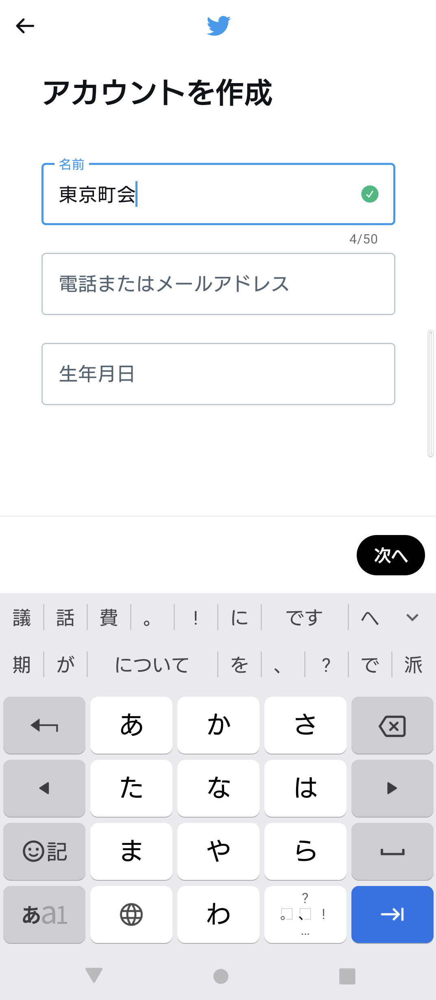 アカウントを作成
名前
東京町会
4/50
電話またはメールアドレス
生年月日
次へ
議 話 費 。 ! に です へ
期 が について を 、 ? で 派
あ か さ
た な は
記 ま や ら
あa1 わ 。 、 ? ! ...